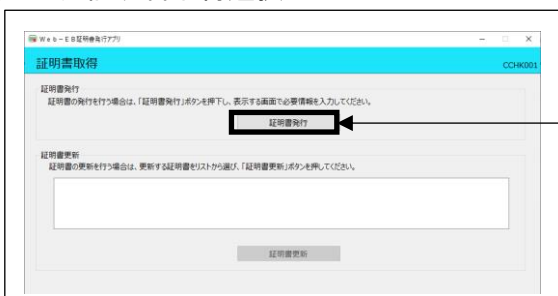 Web－EB証明書発行アプリ
証明書取得
CCHK001
証明書発行
証明書の発行を行う場合は、「証明書発行」ボタンを押下し、表示する画面で必要情報を入力してください。
証明書発行
証明書更新
証明書の更新を行う場合は、更新する証明書をリストから選び、「証明書更新」ボタンを押してください。
証明書更新